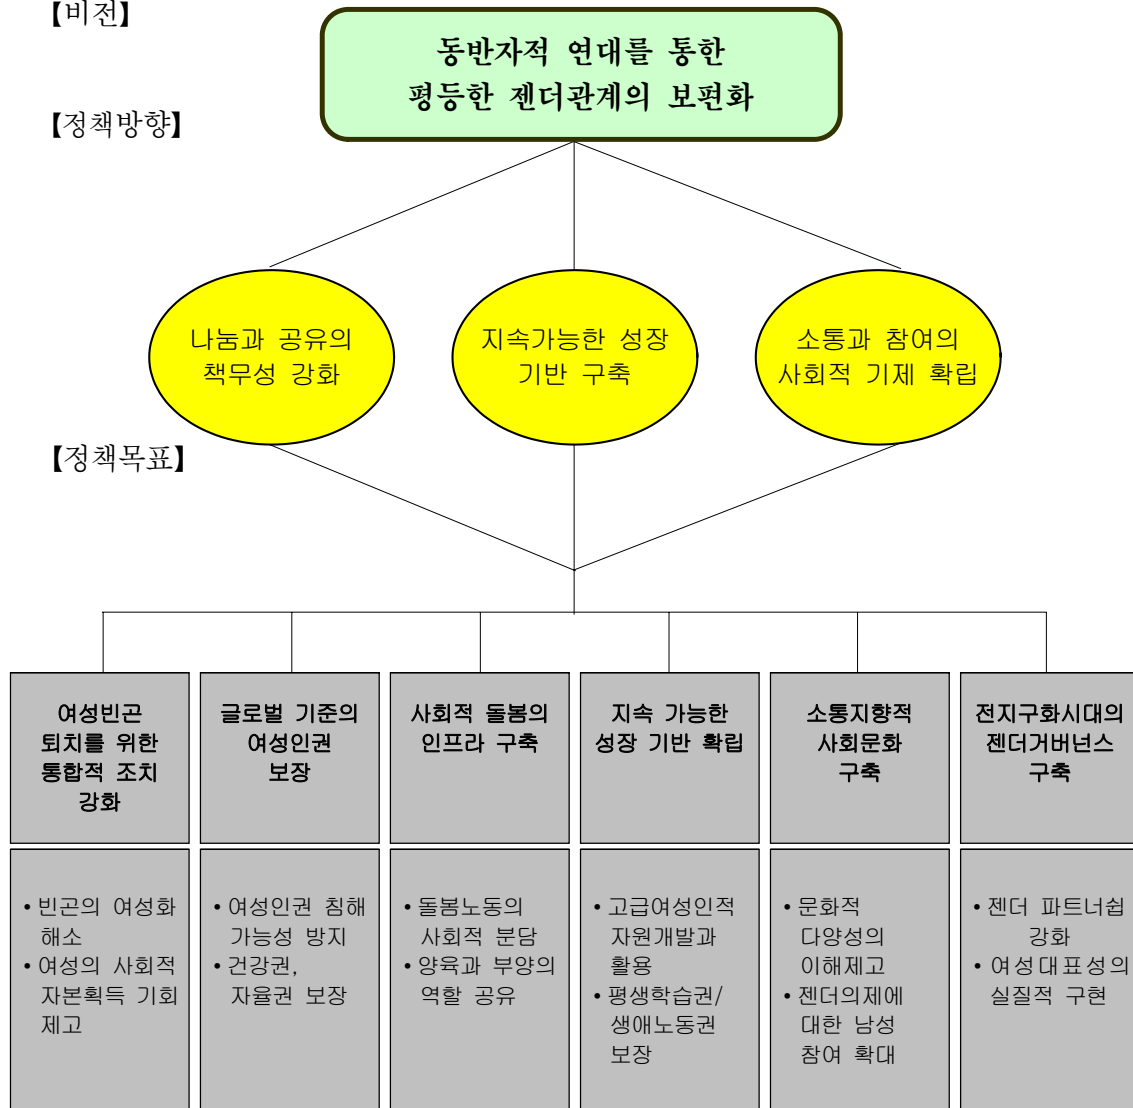 【비전】
동반자적 연대를 통한
평등한 젠더관계의 보편화
【정책방향】
나눔과 공유의
책무성 강화
지속가능한 성장
기반 구축
소통과 참여의
사회적 기제 확립
【정책목표】
여성빈곤
퇴치를 위한
통합적 조치
강화
글로벌 기준의
여성인권
보장
사회적 돌봄의
인프라 구축
지속 가능한
성장 기반 확립
소통지향적
사회문화
구축
전지구화시대의
젠더거버넌스
구축
• 빈곤의 여성화
해소
• 여성의 사회적
자본획득 기회
제고
• 여성인권 침해
가능성 방지
• 건강권,
자율권 보장
• 돌봄노동의
사회적 분담
• 양육과 부양의
역할 공유
• 고급여성인적
자원개발과
활용
• 평생학습권/
생애노동권
보장
• 문화적
다양성의
이해제고
• 젠더의제에
대한 남성
참여 확대
• 젠더 파트너쉽
강화
• 여성대표성의
실질적 구현